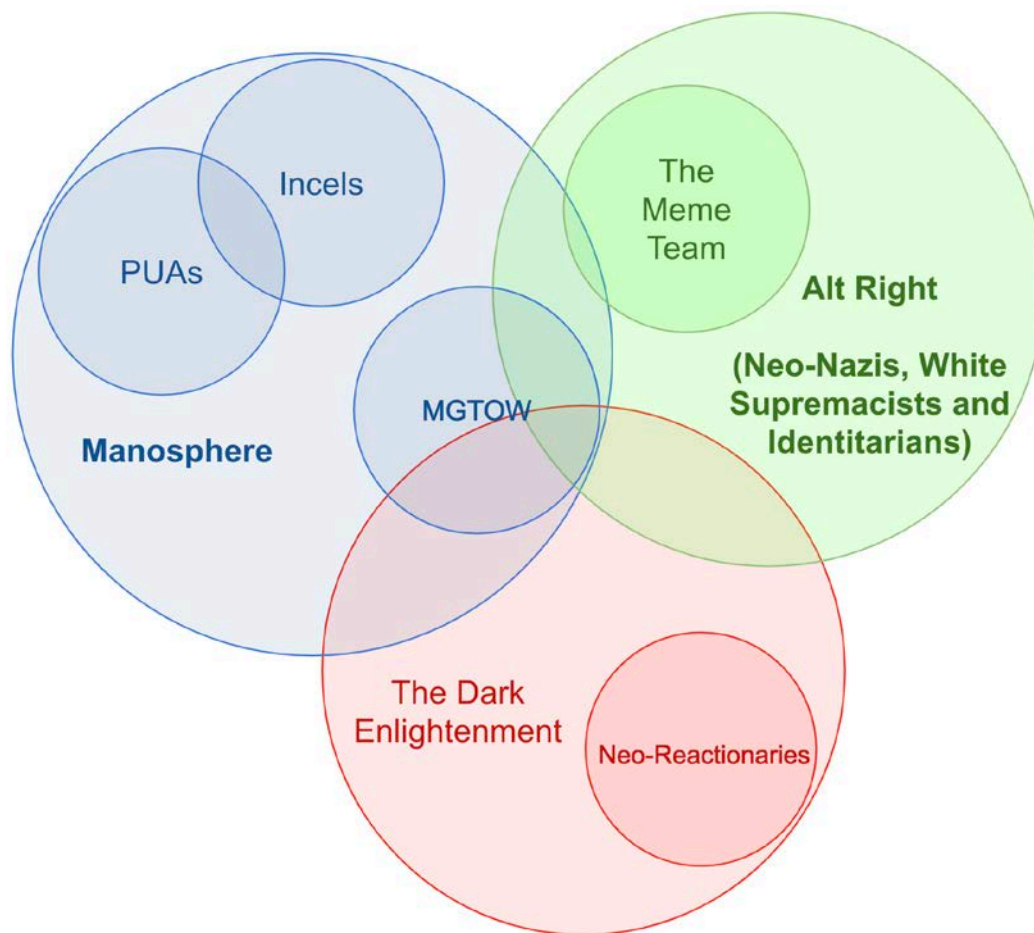 Incels
PUAs
MGTOW
Manosphere
The
Meme
Team
Alt Right
(Neo-Nazis, White
Supremacists and
Identitarians)
The Dark
Enlightenment
Neo-Reactionaries